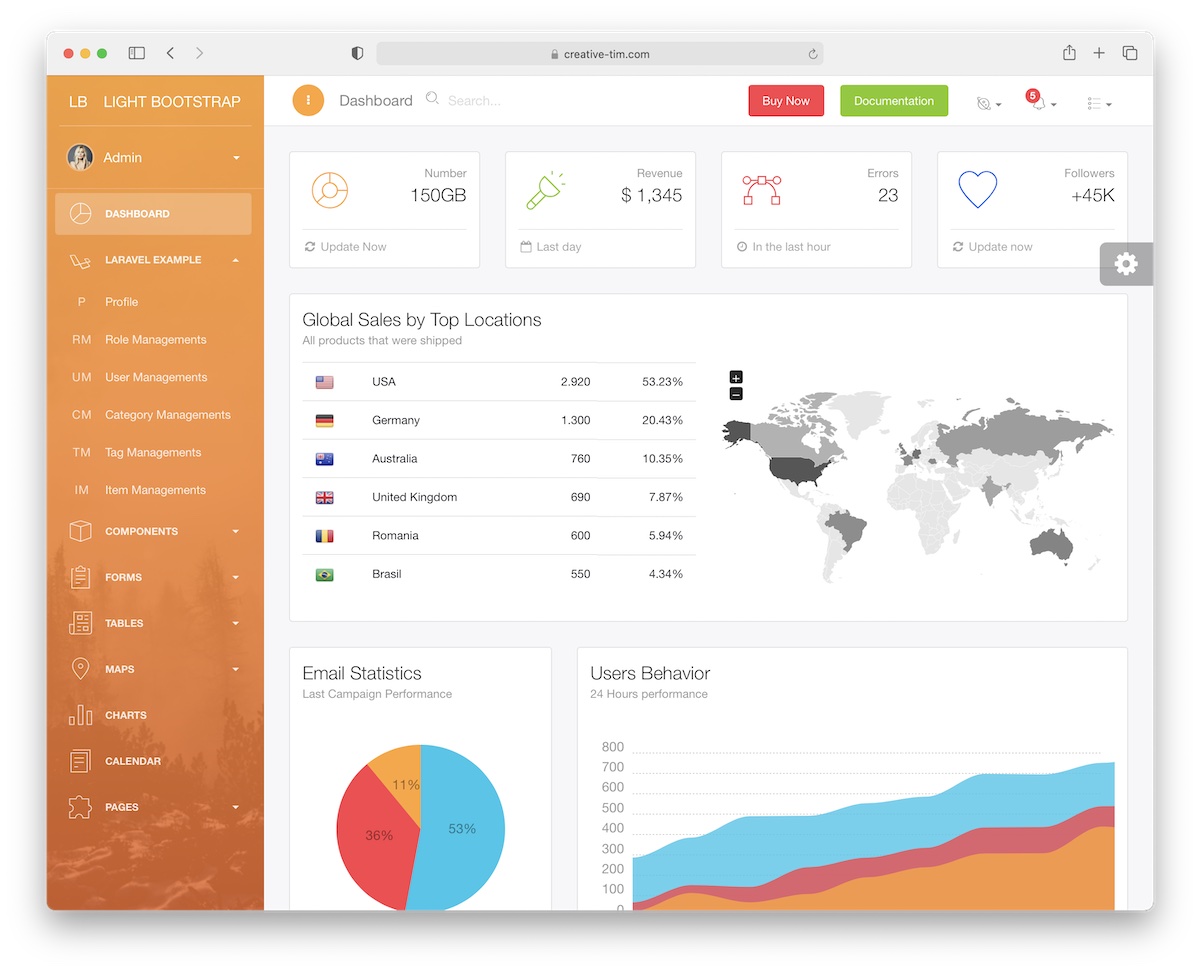 creative-tim.com
LB LIGHT BOOTSTRAP
Admin
DASHBOARD
LARAVEL EXAMPLE
P Profile
RM Role Managements
UM User Managements
CM Category Managements
TM Tag Managements
IM Item Managements
COMPONENTS
FORMS
TABLES
MAPS
CHARTS
CALENDAR
PAGES
Dashboard Search... Buy Now Documentation 5
Number
150GB
Update Now
Revenue
$ 1,345
Last day
Errors
23
In the last hour
Followers
+45K
Update now
Global Sales by Top Locations
All products that were shipped
USA 2.920 53.23%
Germany 1.300 20.43%
Australia 760 10.35%
United Kingdom 690 7.87%
Romania 600 5.94%
Brasil 550 4.34%
+
−
Email Statistics
Last Campaign Performance
11%
53%
36%
Users Behavior
24 Hours performance
800
700
600
500
400
300
200
100
0